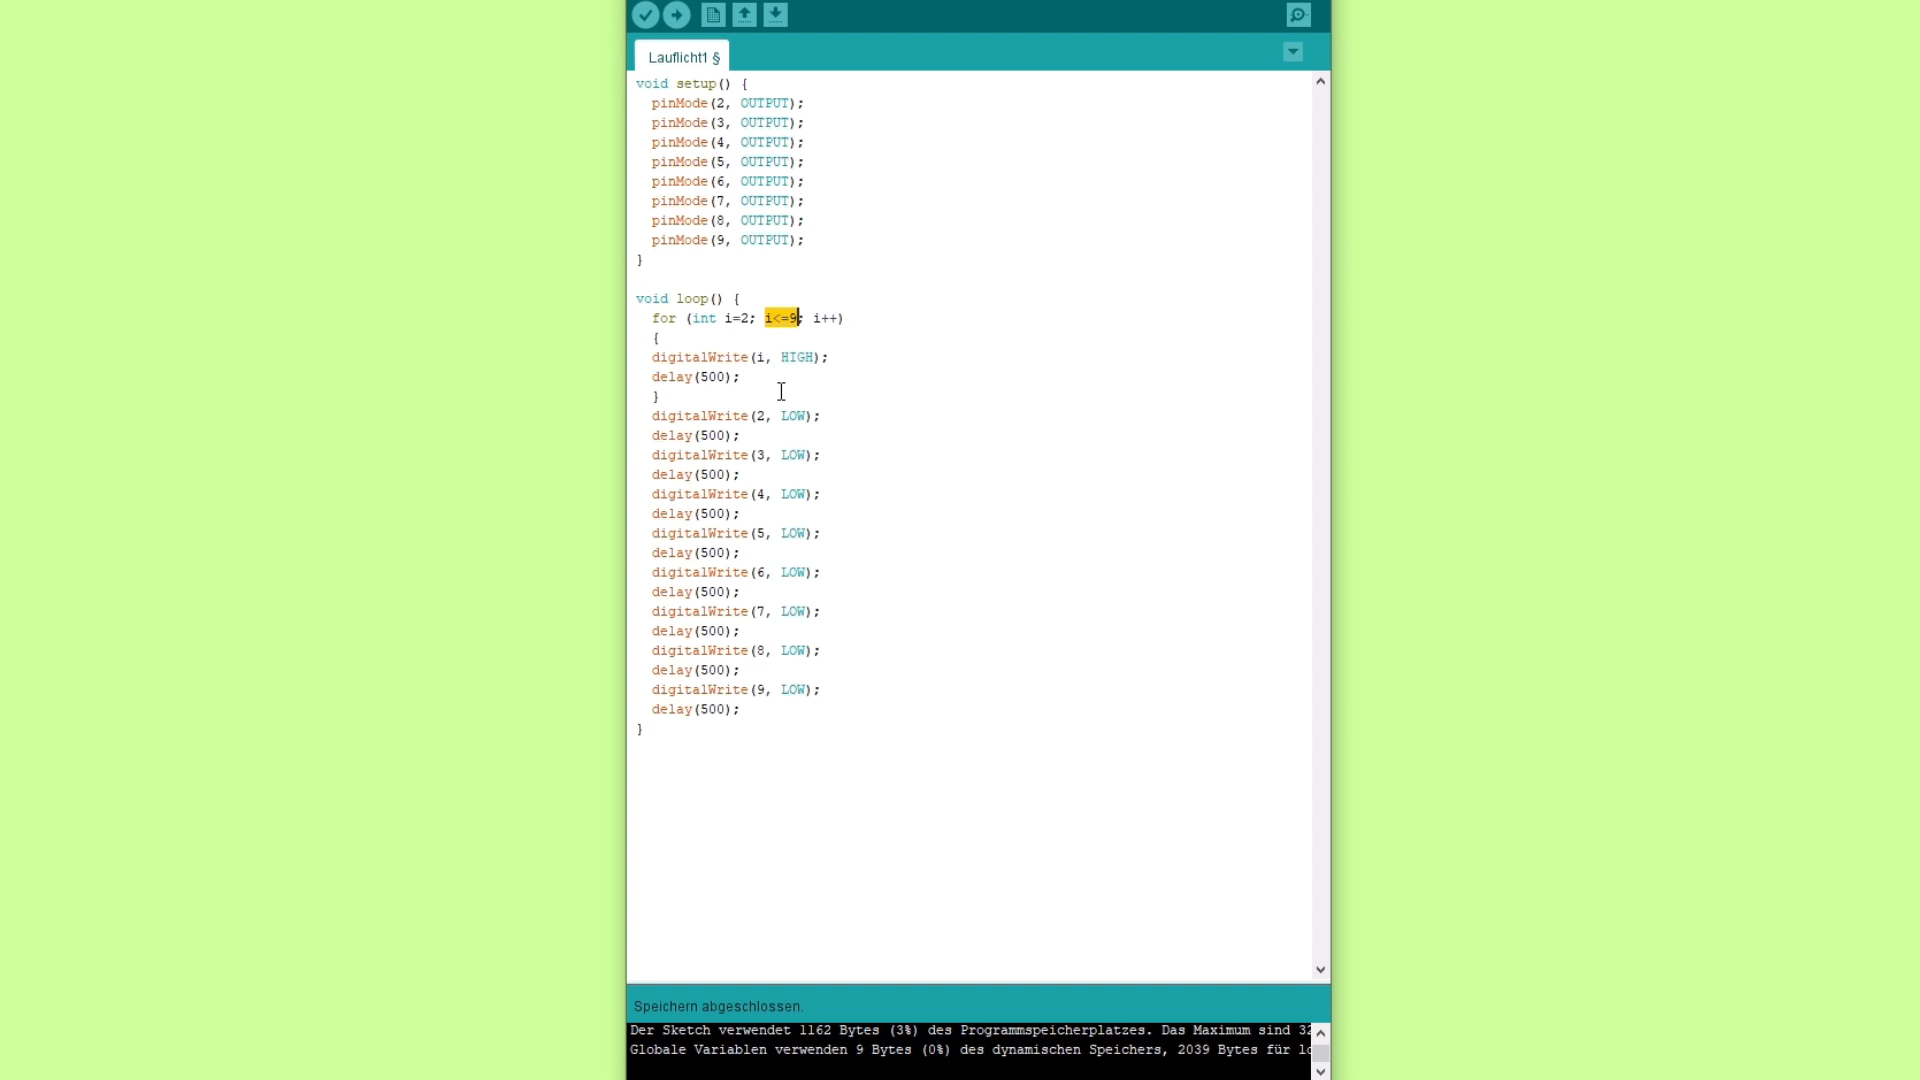 Lauflicht1 §
void setup() {
pinMode(2, OUTPUT);
pinMode(3, OUTPUT);
pinMode(4, OUTPUT);
pinMode(5, OUTPUT);
pinMode(6, OUTPUT);
pinMode(7, OUTPUT);
pinMode(8, OUTPUT);
pinMode(9, OUTPUT);
}
void loop() {
for (int i=2; i<=9; i++)
{
digitalWrite(i, HIGH);
delay(500);
}
digitalWrite(2, LOW);
delay(500);
digitalWrite(3, LOW);
delay(500);
digitalWrite(4, LOW);
delay(500);
digitalWrite(5, LOW);
delay(500);
digitalWrite(6, LOW);
delay(500);
digitalWrite(7, LOW);
delay(500);
digitalWrite(8, LOW);
delay(500);
digitalWrite(9, LOW);
delay(500);
}
Speichern abgeschlossen.
Der Sketch verwendet 1162 Bytes (3%) des Programmspeicherplatzes. Das Maximum sind 32
Globale Variablen verwenden 9 Bytes (0%) des dynamischen Speichers, 2039 Bytes für lo